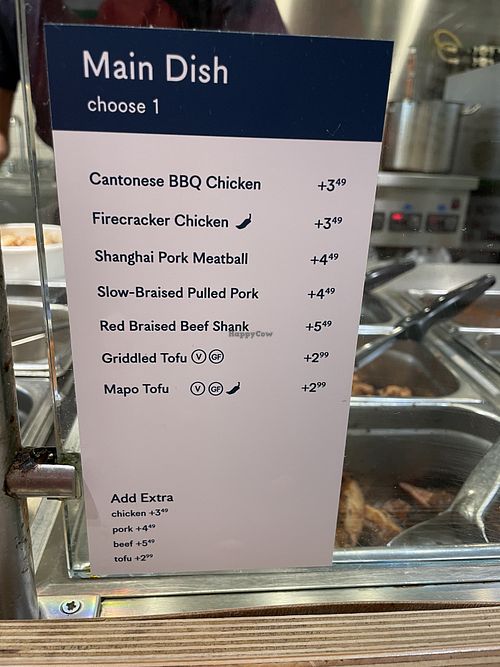 Main Dish
choose 1
Cantonese BBQ Chicken +3⁴⁹
Firecracker Chicken +3⁴⁹
Shanghai Pork Meatball +4⁴⁹
Slow-Braised Pulled Pork +4⁴⁹
Red Braised Beef Shank +5⁴⁹
HappyCow
Griddled Tofu V GF +2⁹⁹
Mapo Tofu V GF +2⁹⁹
Add Extra
chicken +3⁴⁹
pork +4⁴⁹
beef +5⁴⁹
tofu +2⁹⁹